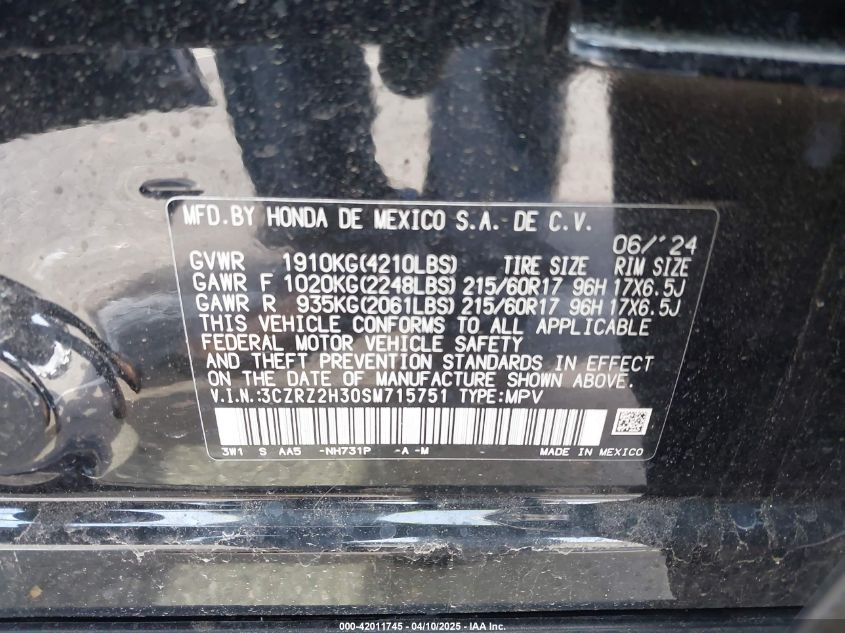 MFD.BY HONDA DE MEXICO S.A. DE C.V.
06/'24
GVWR 1910KG(4210LBS) TIRE SIZE RIM SIZE
GAWR F 1020KG(2248LBS) 215/60R17 96H 17X6.5J
GAWR R 935KG(2061LBS) 215/60R17 96H 17X6.5J
THIS VEHICLE CONFORMS TO ALL APPLICABLE
FEDERAL MOTOR VEHICLE SAFETY
AND THEFT PREVENTION STANDARDS IN EFFECT
ON THE DATE OF MANUFACTURE SHOWN ABOVE.
V.I.N.:3CZRZ2H30SM715751 TYPE:MPV
3W1 S AA5 -NH731P -A -M MADE IN MEXICO
000-42011745 - 04/10/2025 - IAA Inc.